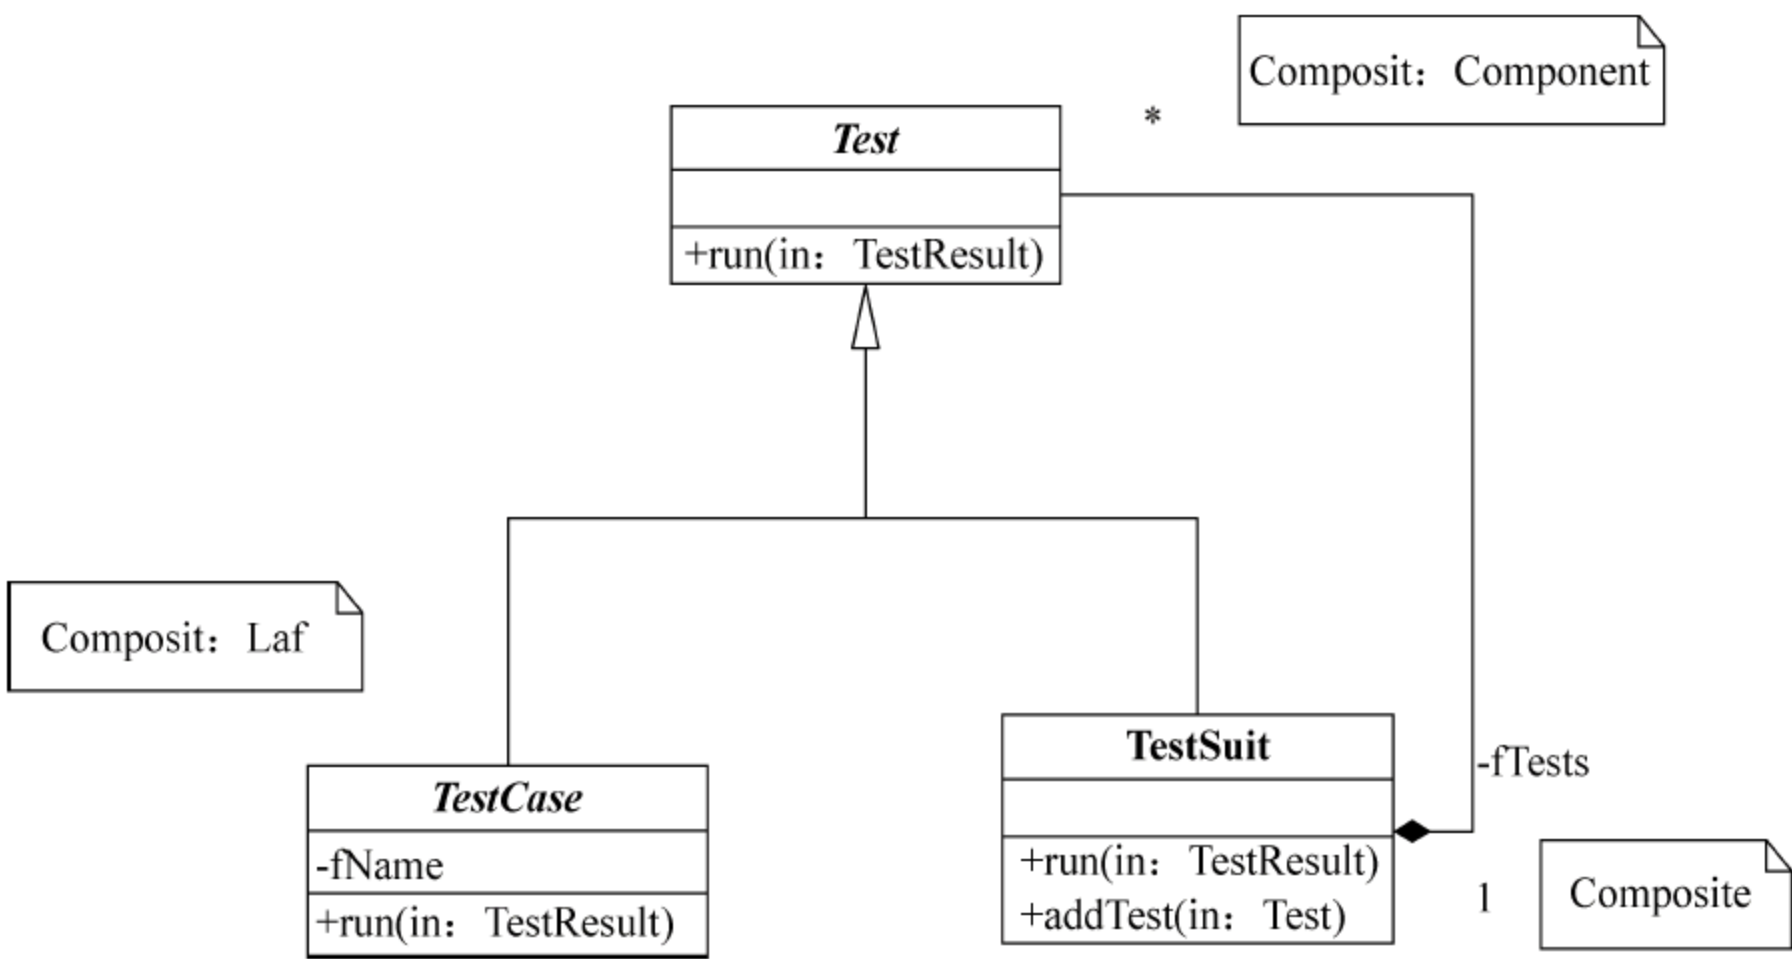 Composit：Component
*
Test
+run(in：TestResult)
Composit：Laf
TestCase
-fName
+run(in：TestResult)
TestSuit
+run(in：TestResult)
+addTest(in：Test)
-fTests
1
Composite